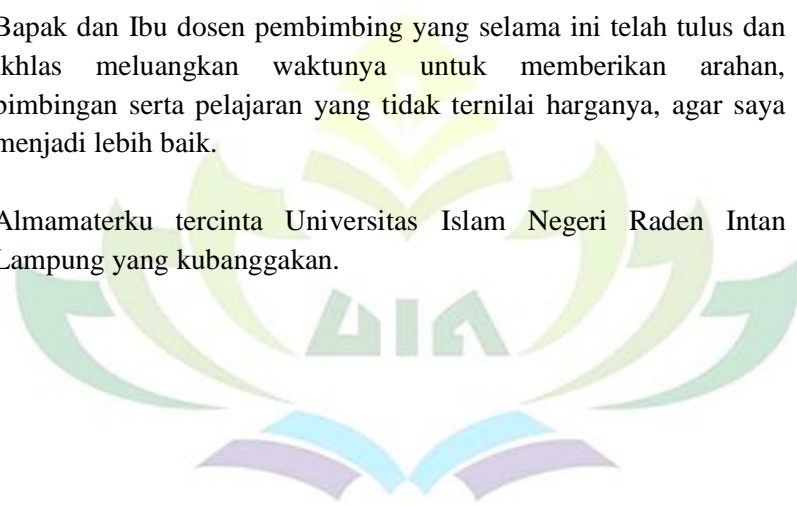 Bapak dan Ibu dosen pembimbing yang selama ini telah tulus dan
ikhlas meluangkan waktunya untuk memberikan arahan,
bimbingan serta pelajaran yang tidak ternilai harganya, agar saya
menjadi lebih baik.
Almamaterku tercinta Universitas Islam Negeri Raden Intan
Lampung yang kubanggakan.
UIN